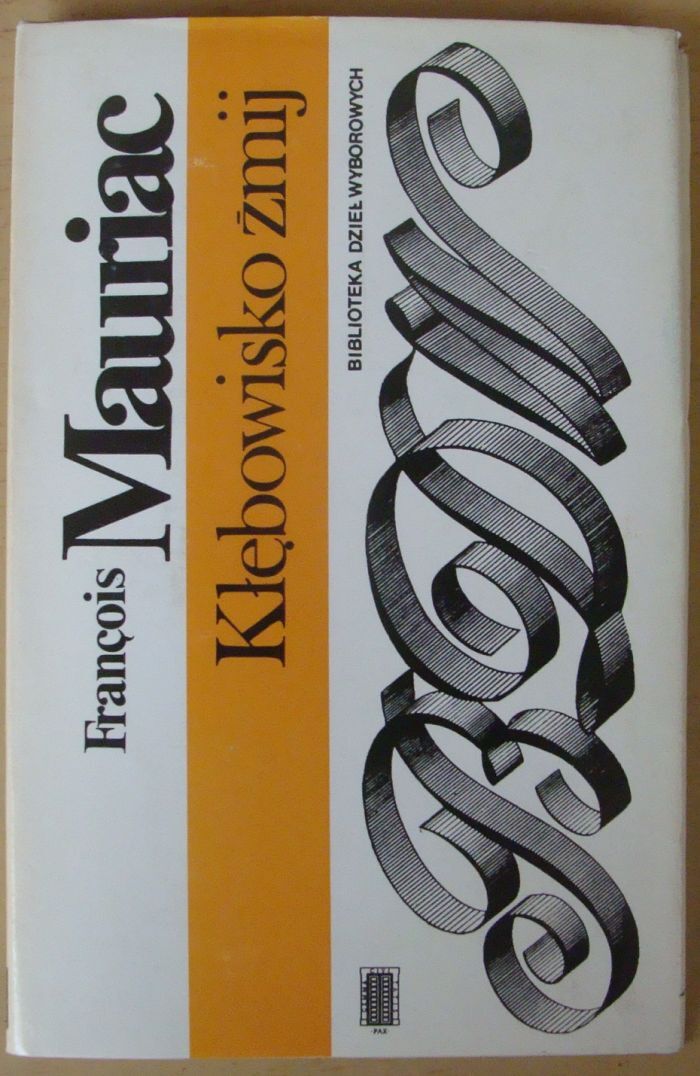 François Mauriac
Kłębowisko żmij
BIBLIOTEKA DZIEŁ WYBOROWYCH
·PAX·